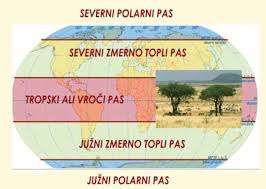 SEVERNI POLARNI PAS
SEVERNI ZMERNO TOPLI PAS
TROPSKI ALI VROČI PAS
JUŽNI ZMERNO TOPLI PAS
JUŽNI POLARNI PAS